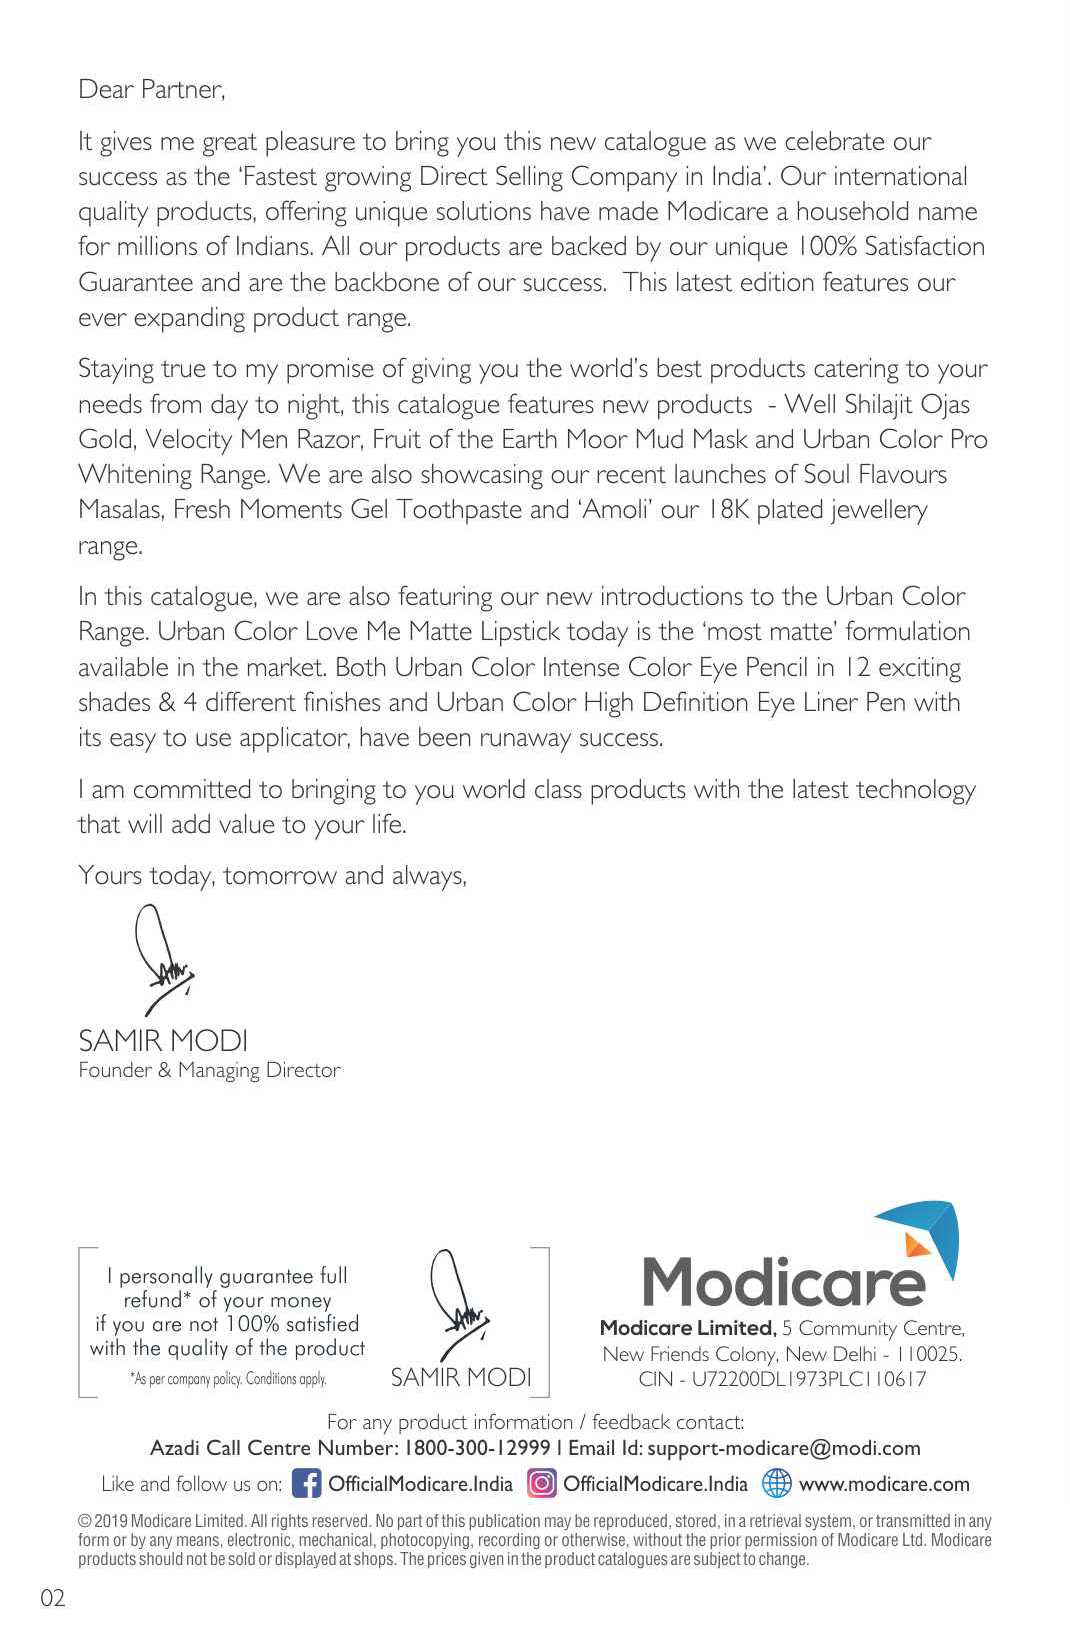 Dear Partner,
It gives me great pleasure to bring you this new catalogue as we celebrate our
success as the ‘Fastest growing Direct Selling Company in India’. Our international
quality products, offering unique solutions have made Modicare a household name
for millions of Indians. All our products are backed by our unique 100% Satisfaction
Guarantee and are the backbone of our success.  This latest edition features our
ever expanding product range.
Staying true to my promise of giving you the world’s best products catering to your
needs from day to night, this catalogue features new products  - Well Shilajit Ojas
Gold, Velocity Men Razor, Fruit of the Earth Moor Mud Mask and Urban Color Pro
Whitening Range. We are also showcasing our recent launches of Soul Flavours
Masalas, Fresh Moments Gel Toothpaste and ‘Amoli’ our 18K plated jewellery
range.
In this catalogue, we are also featuring our new introductions to the Urban Color
Range. Urban Color Love Me Matte Lipstick today is the ‘most matte’ formulation
available in the market. Both Urban Color Intense Color Eye Pencil in 12 exciting
shades & 4 different finishes and Urban Color High Definition Eye Liner Pen with
its easy to use applicator, have been runaway success.
I am committed to bringing to you world class products with the latest technology
that will add value to your life.
Yours today, tomorrow and always,
SAMIR MODI
Founder & Managing Director
I personally guarantee full
refund* of your money
if you are not 100% satisfied
with the quality of the product
*As per company policy. Conditions apply.
SAMIR MODI
Modicare
Modicare Limited, 5 Community Centre,
New Friends Colony, New Delhi - 110025.
CIN - U72200DL1973PLC110617
For any product information / feedback contact:
Azadi Call Centre Number: 1800-300-12999 I Email Id: support-modicare@modi.com
Like and follow us on: OfficialModicare.India OfficialModicare.India www.modicare.com
© 2019 Modicare Limited. All rights reserved. No part of this publication may be reproduced, stored, in a retrieval system, or transmitted in any
form or by any means, electronic, mechanical, photocopying, recording or otherwise, without the prior permission of Modicare Ltd. Modicare
products should not be sold or displayed at shops. The prices given in the product catalogues are subject to change.
02